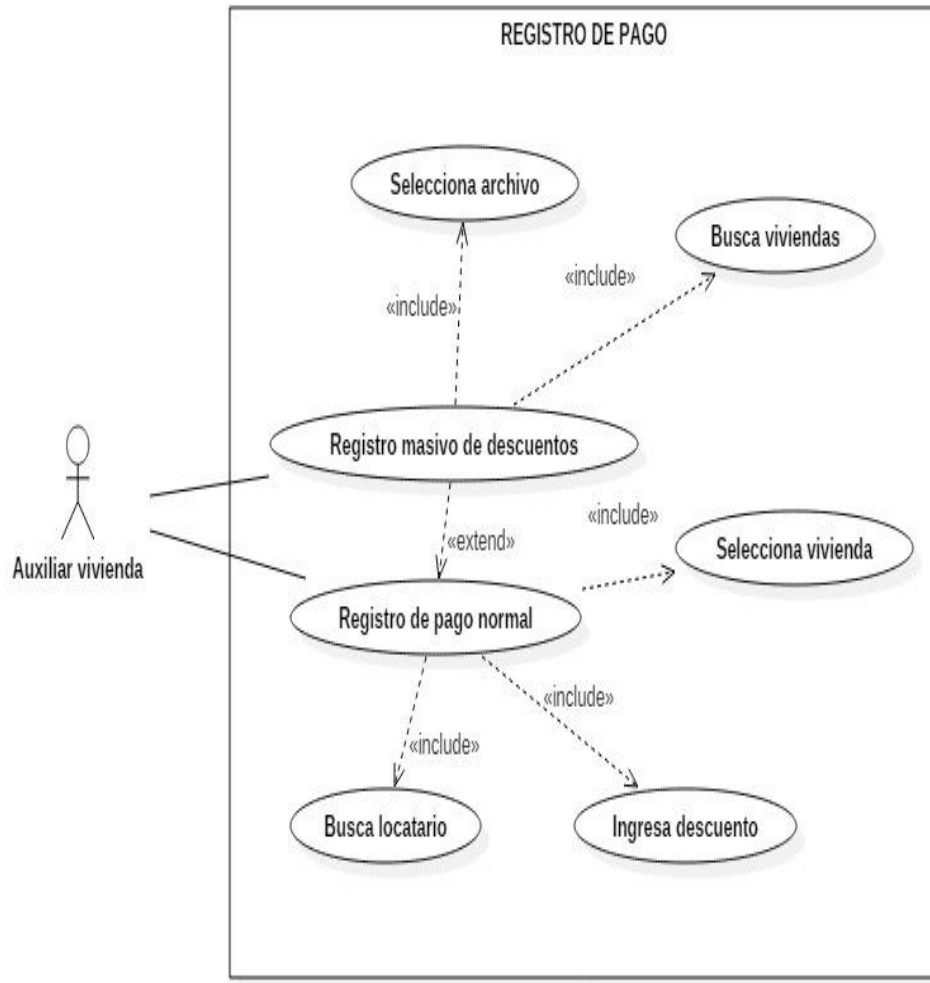 REGISTRO DE PAGO
Selecciona archivo
Busca viviendas
«include»
«include»
Registro masivo de descuentos
«include»
«extend»
Selecciona vivienda
Auxiliar vivienda
Registro de pago normal
«include»
«include»
Busca locatario
Ingresa descuento